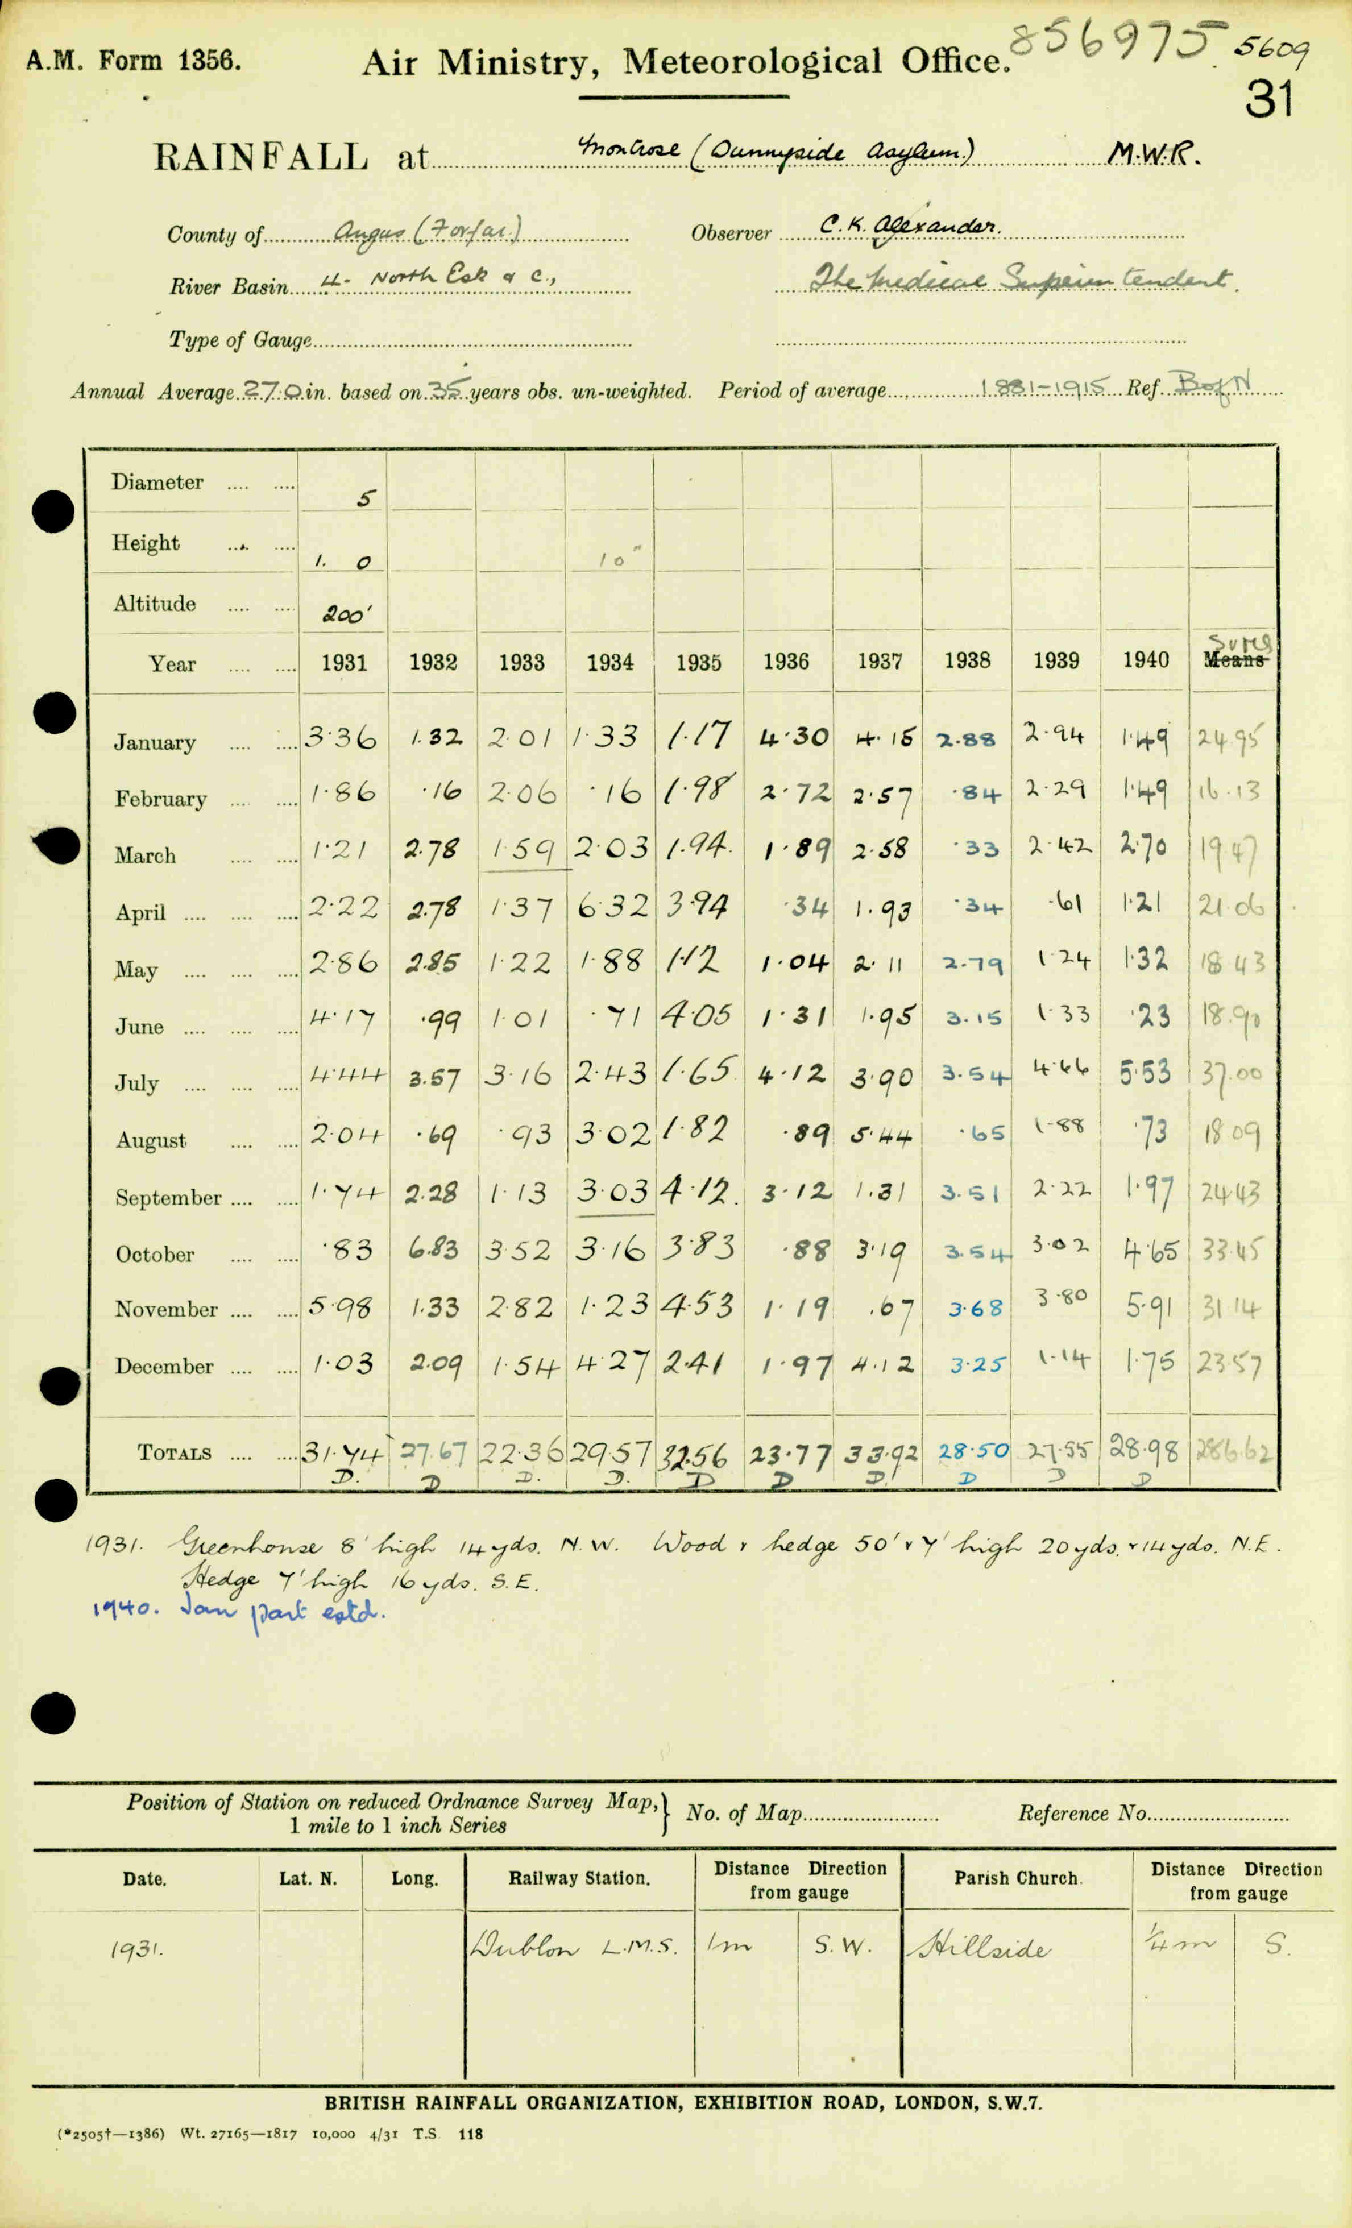 A.M. Form 1356. Air Ministry, Meteorological Office. 856975 5609
31
RAINFALL at Montrose (Sunnyside Asylum.) M.W.R.
County of Angus (Forfar.) Observer C. K. Alexander.
River Basin 4. North Esk & c., The Medical Superintendent.
Type of Gauge
Annual Average 27.0 in. based on 35 years obs. un-weighted. Period of average 1881-1915 Ref. B of N
Diameter 5
Height 1. 0 10"
Altitude 200'
Sums
Year 1931 1932 1933 1934 1935 1936 1937 1938 1939 1940 Means
January 3.36 1.32 2.01 1.33 1.17 4.30 4.15 2.88 2.94 1.49 24.95
February 1.86 .16 2.06 .16 1.98 2.72 2.57 .84 2.29 1.49 16.13
March 1.21 2.78 1.59 2.03 1.94 1.89 2.58 .33 2.42 2.70 19.47
April 2.22 2.78 1.37 6.32 3.94 .34 1.93 .34 .61 1.21 21.06
May 2.86 2.85 1.22 1.88 1.12 1.04 2.11 2.79 1.24 1.32 18.43
June 4.17 .99 1.01 .71 4.05 1.31 1.95 3.15 1.33 .23 18.90
July 4.44 3.57 3.16 2.43 1.65 4.12 3.90 3.54 4.66 5.53 37.00
August 2.04 .69 .93 3.02 1.82 .89 5.44 .65 1.88 .73 18.09
September 1.74 2.28 1.13 3.03 4.12 3.12 1.31 3.51 2.22 1.97 24.43
October .83 6.83 3.52 3.16 3.83 .88 3.19 3.54 3.02 4.65 33.45
November 5.98 1.33 2.82 1.23 4.53 1.19 .67 3.68 3.80 5.91 31.14
December 1.03 2.09 1.54 4.27 2.41 1.97 4.12 3.25 1.14 1.75 23.57
TOTALS 31.74 27.67 22.36 29.57 32.56 23.77 33.92 28.50 27.55 28.98 286.62
D. D D. D. D D D. D D D
1931. Greenhouse 8' high 14 yds. N.W. Wood & hedge 50' & 7' high 20 yds. & 14 yds. N.E.
Hedge 7' high 16 yds. S.E.
1940. Jan part estd.
Position of Station on reduced Ordnance Survey Map, 1 mile to 1 inch Series } No. of Map Reference No.
Date. Lat. N. Long. Railway Station. Distance Direction from gauge Parish Church. Distance Direction from gauge
1931. Dubton L.M.S. 1m S.W. Hillside ¼ m S.
BRITISH RAINFALL ORGANIZATION, EXHIBITION ROAD, LONDON, S.W.7.
(*2505†—1386) Wt. 27165—1817 10,000 4/31 T.S. 118